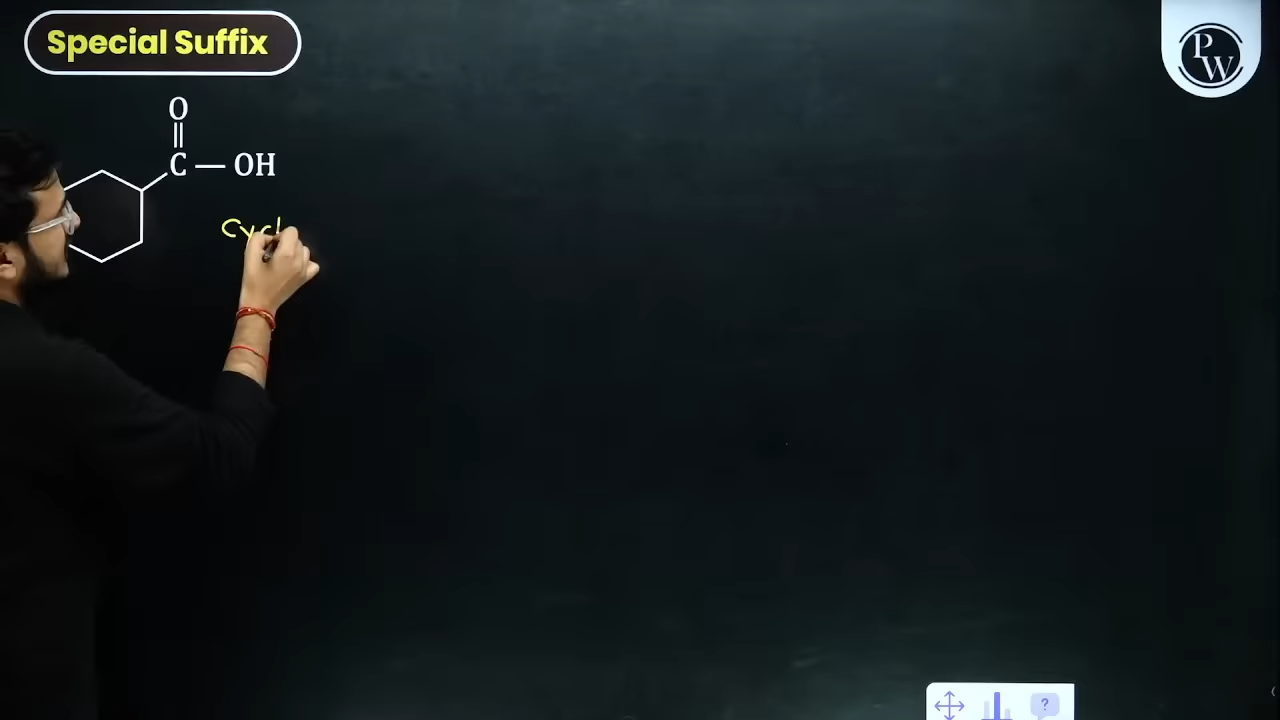 Special Suffix
P
W
O
C — OH
Cycl
?